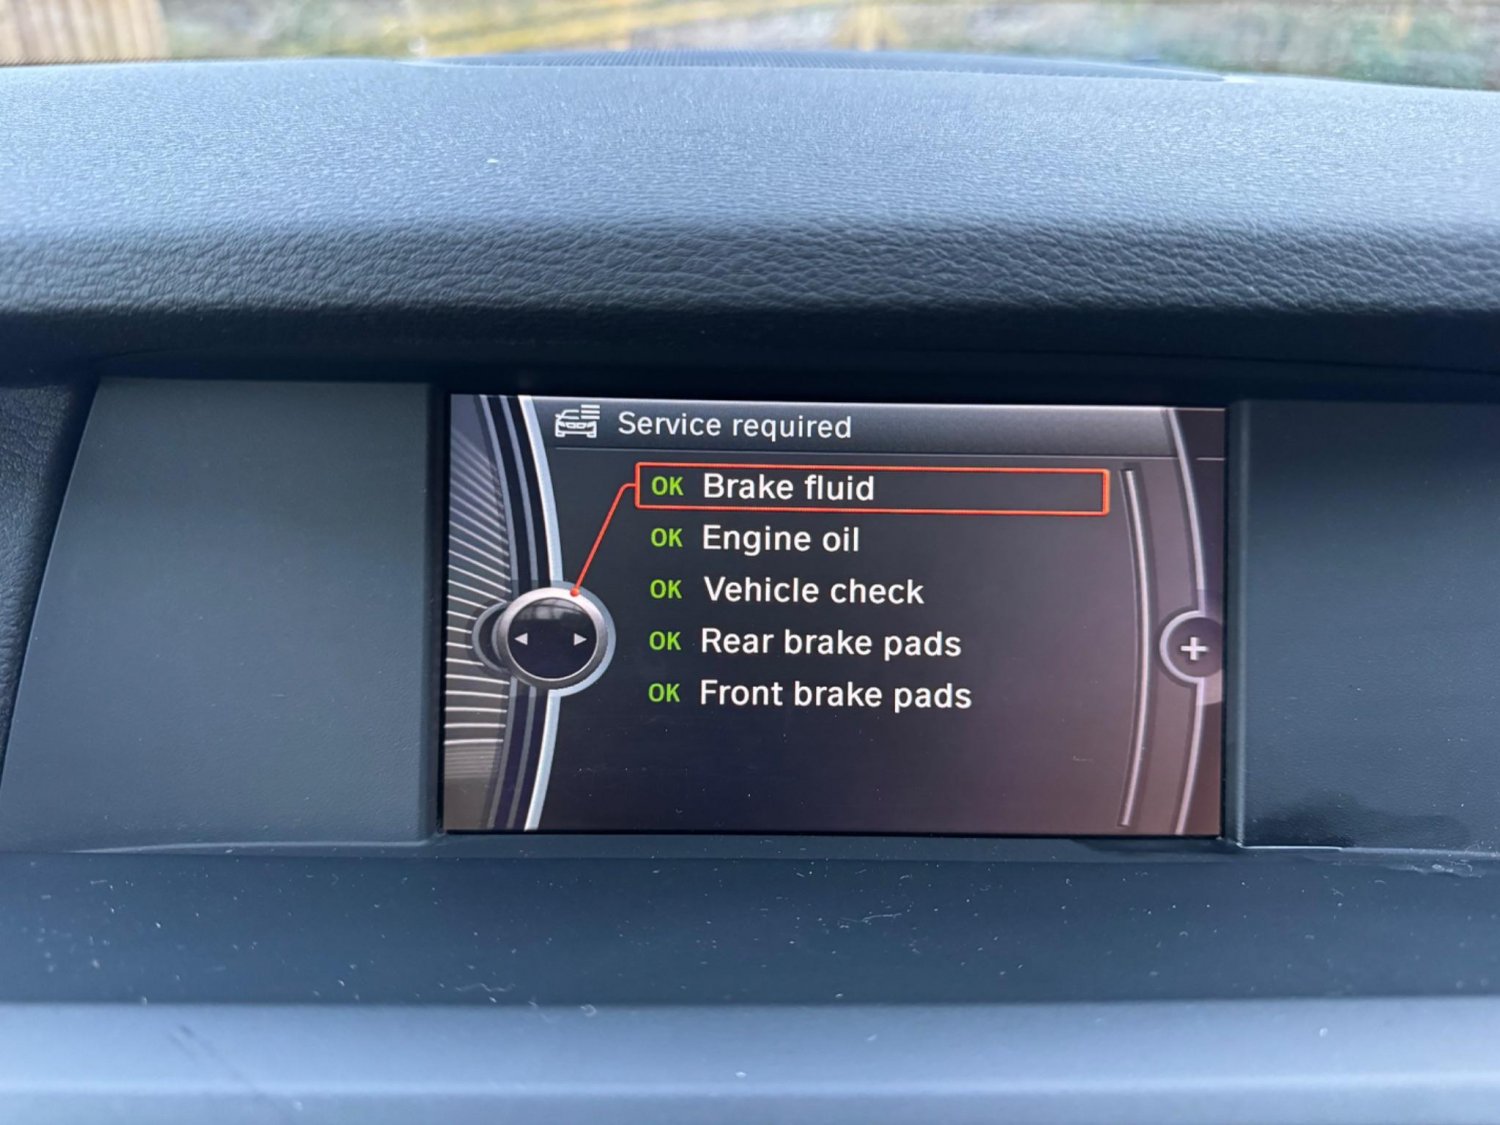 Service required
OK Brake fluid
OK Engine oil
OK Vehicle check
OK Rear brake pads
OK Front brake pads
+